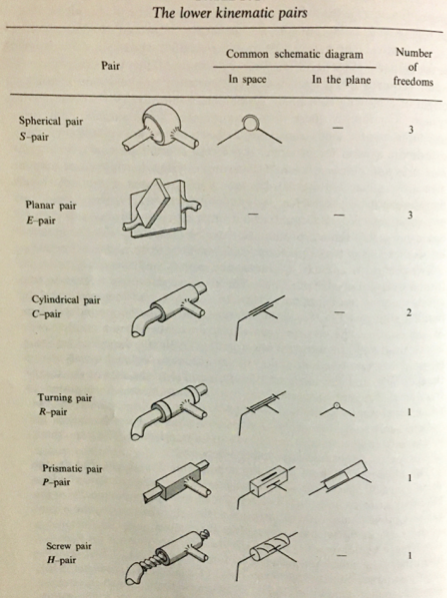 The lower kinematic pairs
Pair
Common schematic diagram
Number of freedoms
In space
In the plane
Spherical pair
S-pair
—
3
Planar pair
E-pair
—
—
3
Cylindrical pair
C-pair
—
2
Turning pair
R-pair
1
Prismatic pair
P-pair
1
Screw pair
H-pair
—
1